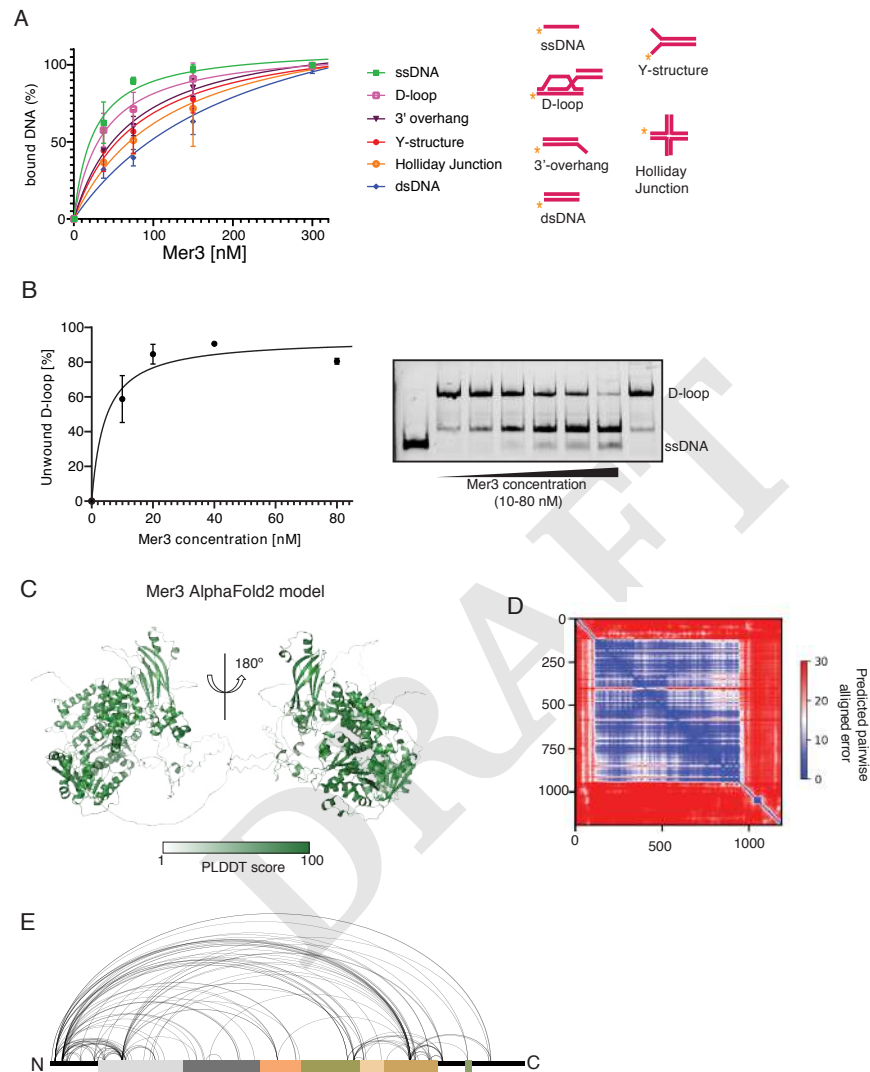 A
bound DNA (%)
100
50
0
0
100
200
300
Mer3 [nM]
ssDNA
D-loop
3' overhang
Y-structure
Holliday Junction
dsDNA
*
ssDNA
*
D-loop
*
3'-overhang
*
dsDNA
*
Y-structure
*
Holliday
Junction
B
Unwound D-loop [%]
100
80
60
40
20
0
0
20
40
60
80
Mer3 concentration [nM]
D-loop
ssDNA
Mer3 concentration
(10-80 nM)
C
Mer3 AlphaFold2 model
180º
1
100
PLDDT score
D
0
250
500
750
1000
0
500
1000
30
20
10
0
Predicted pairwise
alligned error
E
N
C
DRAFT